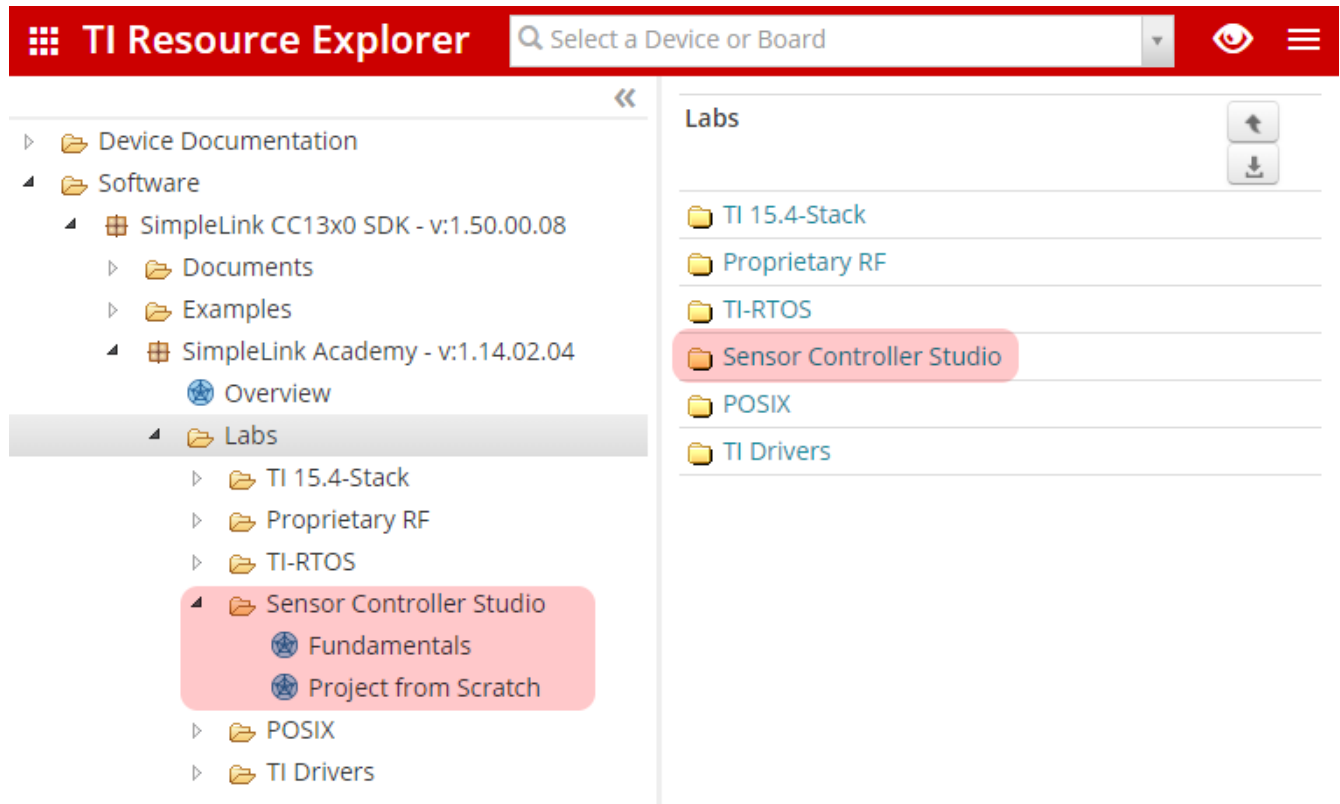 TI Resource Explorer
Select a Device or Board
Device Documentation
Software
SimpleLink CC13x0 SDK - v:1.50.00.08
Documents
Examples
SimpleLink Academy - v:1.14.02.04
Overview
Labs
TI 15.4-Stack
Proprietary RF
TI-RTOS
Sensor Controller Studio
Fundamentals
Project from Scratch
POSIX
TI Drivers
Labs
TI 15.4-Stack
Proprietary RF
TI-RTOS
Sensor Controller Studio
POSIX
TI Drivers